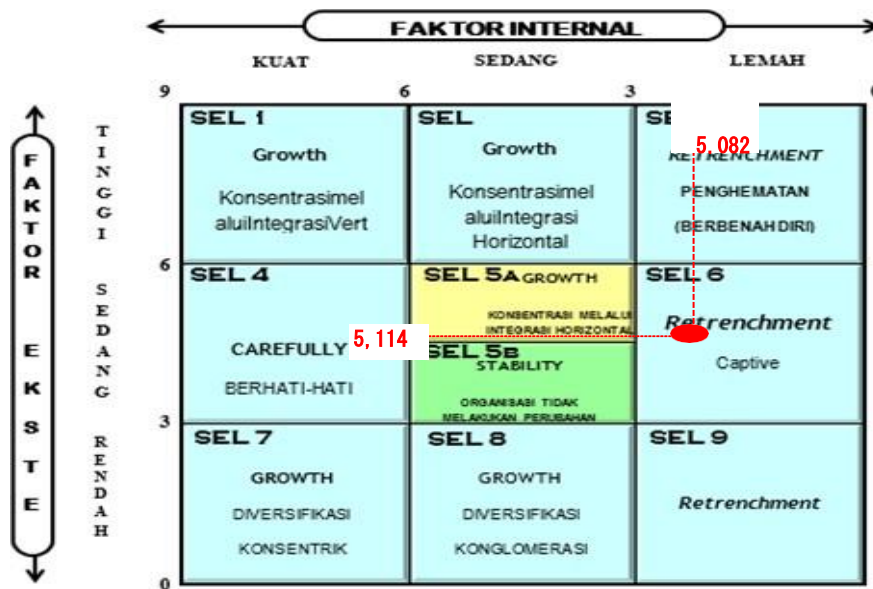 FAKTOR INTERNAL
KUAT SEDANG LEMAH
9 6 3
FAKTOR EKSTE
TINGGI
SEDANG
RENDAH
6
3
0
SEL 1
Growth
Konsentrasimel
aluiIntegrasiVert
SEL
Growth
Konsentrasimel
aluiIntegrasi
Horizontal
5,082
RETRENCHMENT
PENGHEMATAN
(BERBENAH DIRI)
SEL 4
CAREFULLY
BERHATI-HATI
5,114
SEL 5A GROWTH
KONSENTRASI MELALUI
INTEGRASI HORIZONTAL
SEL 5B
STABILITY
ORGANISASI TIDAK
MELAKUKAN PERUBAHAN
SEL 6
Retrenchment
Captive
SEL 7
GROWTH
DIVERSIFIKASI
KONSENTRIK
SEL 8
GROWTH
DIVERSIFIKASI
KONGLOMERASI
SEL 9
Retrenchment